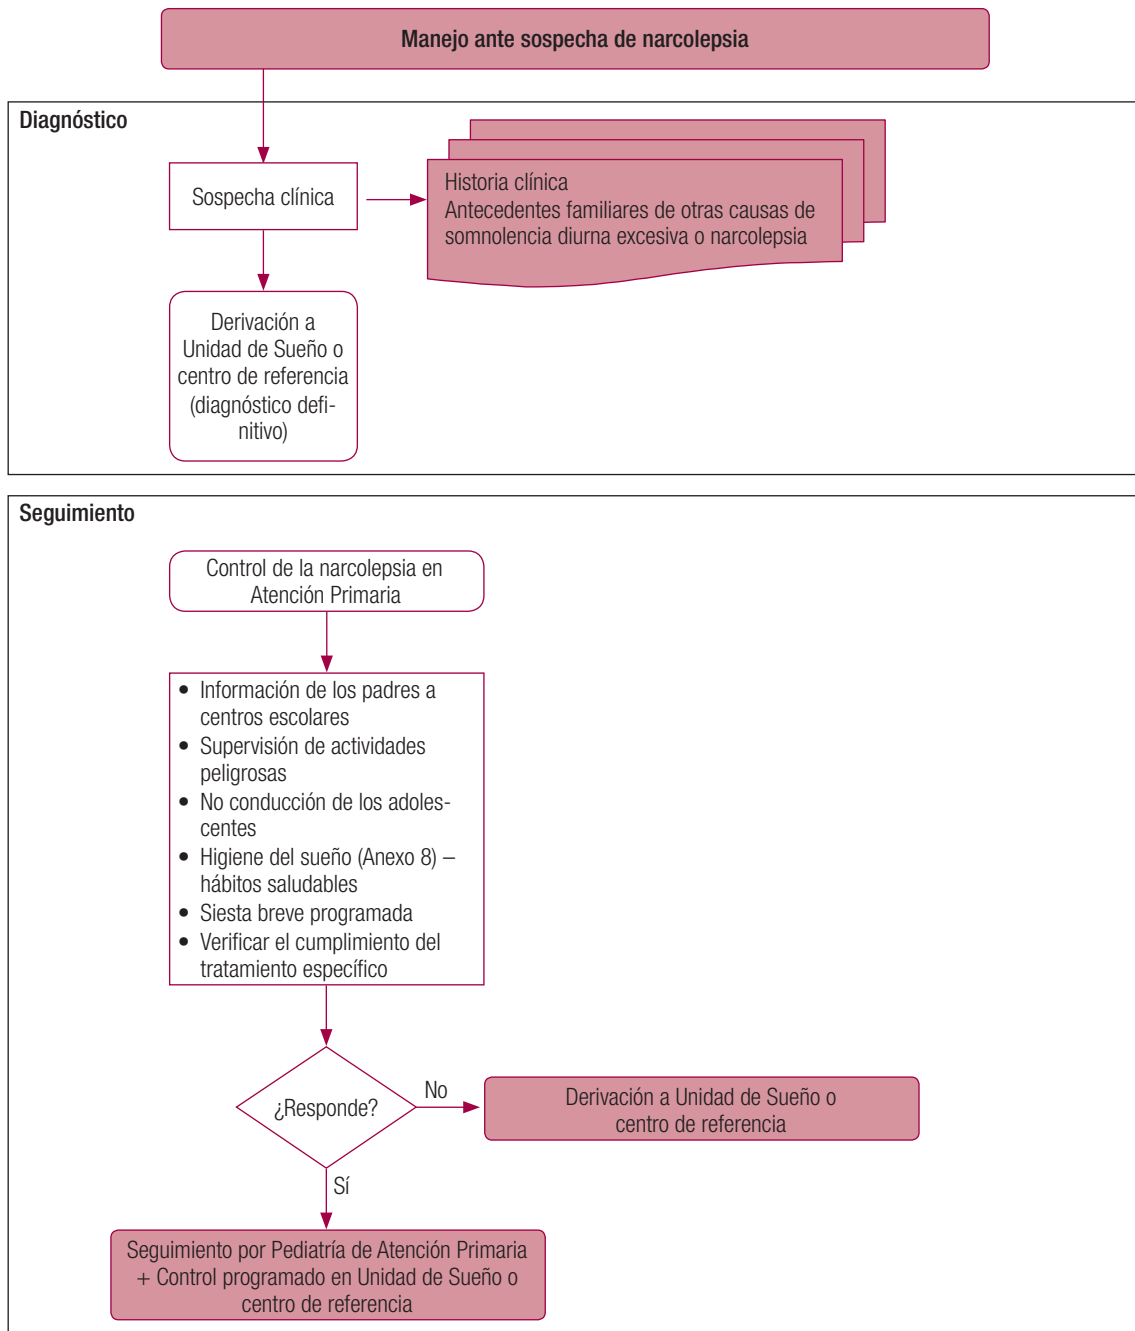 Manejo ante sospecha de narcolepsia
Diagnóstico
Sospecha clínica
Historia clínica
Antecedentes familiares de otras causas de
somnolencia diurna excesiva o narcolepsia
Derivación a
Unidad de Sueño o
centro de referencia
(diagnóstico defi-
nitivo)
Seguimiento
Control de la narcolepsia en
Atención Primaria
• Información de los padres a
centros escolares
• Supervisión de actividades
peligrosas
• No conducción de los adoles-
centes
• Higiene del sueño (Anexo 8) –
hábitos saludables
• Siesta breve programada
• Verificar el cumplimiento del
tratamiento específico
¿Responde?
No
Derivación a Unidad de Sueño o
centro de referencia
Sí
Seguimiento por Pediatría de Atención Primaria
+ Control programado en Unidad de Sueño o
centro de referencia